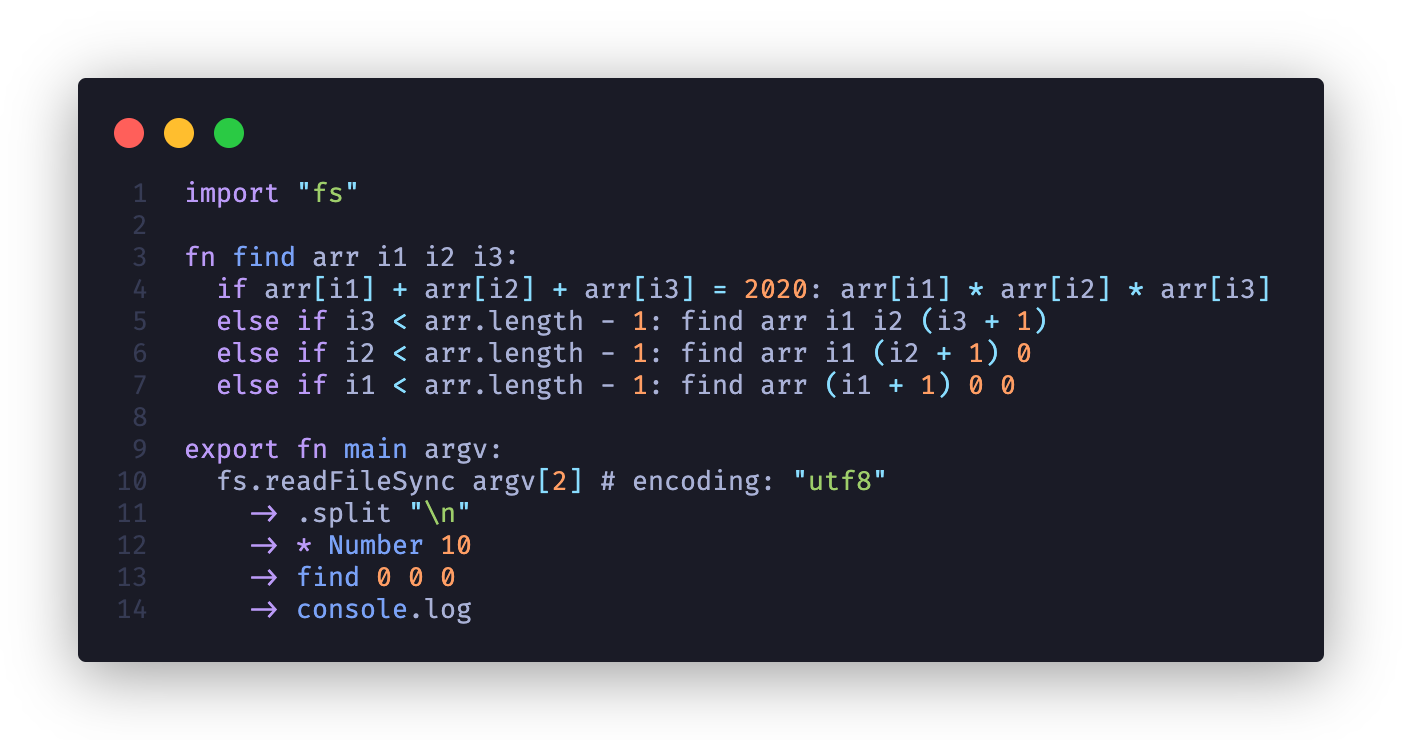 1 import "fs"
2
3 fn find arr i1 i2 i3:
4 if arr[i1] + arr[i2] + arr[i3] = 2020: arr[i1] * arr[i2] * arr[i3]
5 else if i3 < arr.length - 1: find arr i1 i2 (i3 + 1)
6 else if i2 < arr.length - 1: find arr i1 (i2 + 1) 0
7 else if i1 < arr.length - 1: find arr (i1 + 1) 0 0
8
9 export fn main argv:
10 fs.readFileSync argv[2] # encoding: "utf8"
11 → .split "\n"
12 → * Number 10
13 → find 0 0 0
14 → console.log